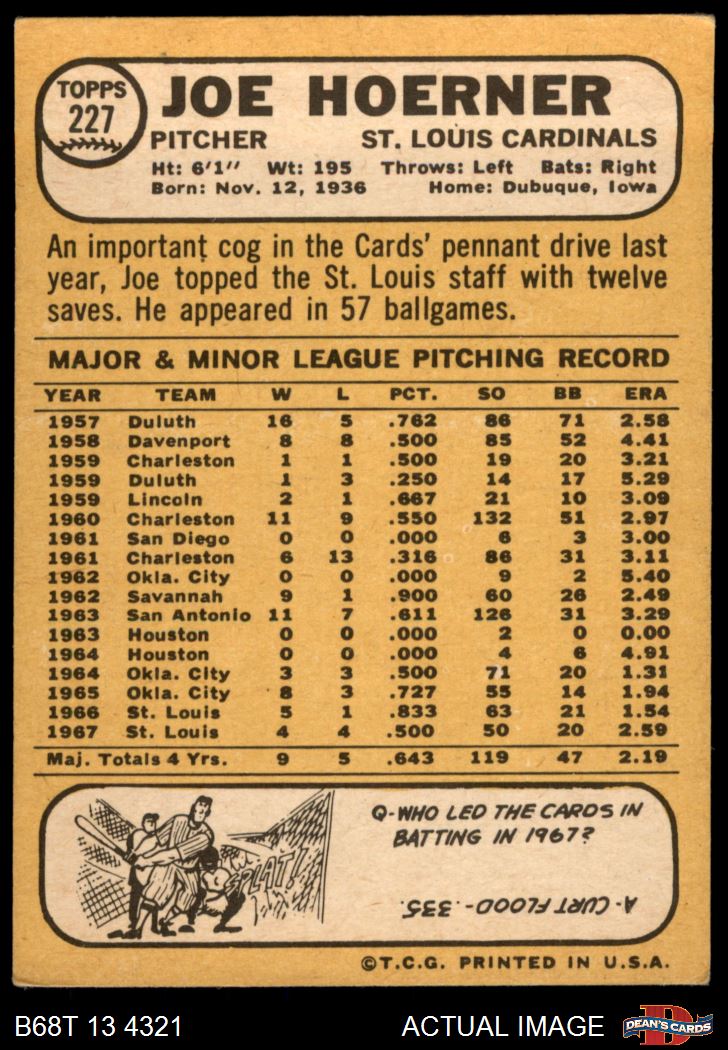 TOPPS
227
JOE HOERNER
PITCHER ST. LOUIS CARDINALS
Ht: 6'1" Wt: 195 Throws: Left Bats: Right
Born: Nov. 12, 1936 Home: Dubuque, Iowa
An important cog in the Cards' pennant drive last
year, Joe topped the St. Louis staff with twelve
saves. He appeared in 57 ballgames.
MAJOR & MINOR LEAGUE PITCHING RECORD
YEAR TEAM W L PCT. SO BB ERA
1957 Duluth 16 5 .762 86 71 2.58
1958 Davenport 8 8 .500 85 52 4.41
1959 Charleston 1 1 .500 19 20 3.21
1959 Duluth 1 3 .250 14 17 5.29
1959 Lincoln 2 1 .667 21 10 3.09
1960 Charleston 11 9 .550 132 51 2.97
1961 San Diego 0 0 .000 6 3 3.00
1961 Charleston 6 13 .316 86 31 3.11
1962 Okla. City 0 0 .000 9 2 5.40
1962 Savannah 9 1 .900 60 26 2.49
1963 San Antonio 11 7 .611 126 31 3.29
1963 Houston 0 0 .000 2 0 0.00
1964 Houston 0 0 .000 4 6 4.91
1964 Okla. City 3 3 .500 71 20 1.31
1965 Okla. City 8 3 .727 55 14 1.94
1966 St. Louis 5 1 .833 63 21 1.54
1967 St. Louis 4 4 .500 50 20 2.59
Maj. Totals 4 Yrs. 9 5 .643 119 47 2.19
SPLAT!
Q-WHO LED THE CARDS IN
BATTING IN 1967?
A-CURT FLOOD-.335.
©T.C.G. PRINTED IN U.S.A.
B68T 13 4321 ACTUAL IMAGE
D
DEAN'S CARDS